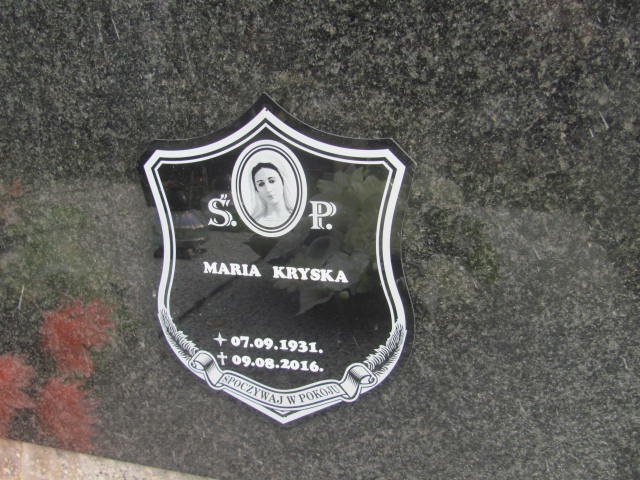 Ś. P.
MARIA KRYSKA
07.09.1931.
09.08.2016.
SPOCZYWAJ W POKOJU